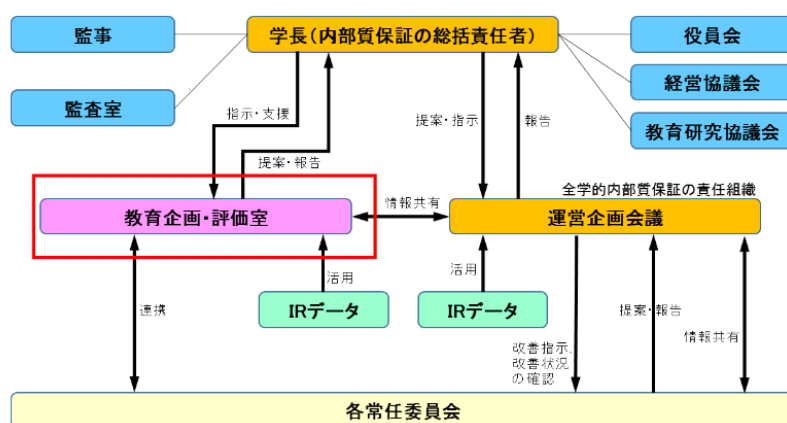 監事
学長(内部質保証の総括責任者)
役員会
監査室
経営協議会
教育研究協議会
指示・支援
提案・報告
提案・指示
報告
全学的内部質保証の責任組織
教育企画・評価室
情報共有
運営企画会議
活用
活用
IRデータ
IRデータ
連携
改善指示、
改善状況
の確認
提案・報告
情報共有
各常任委員会